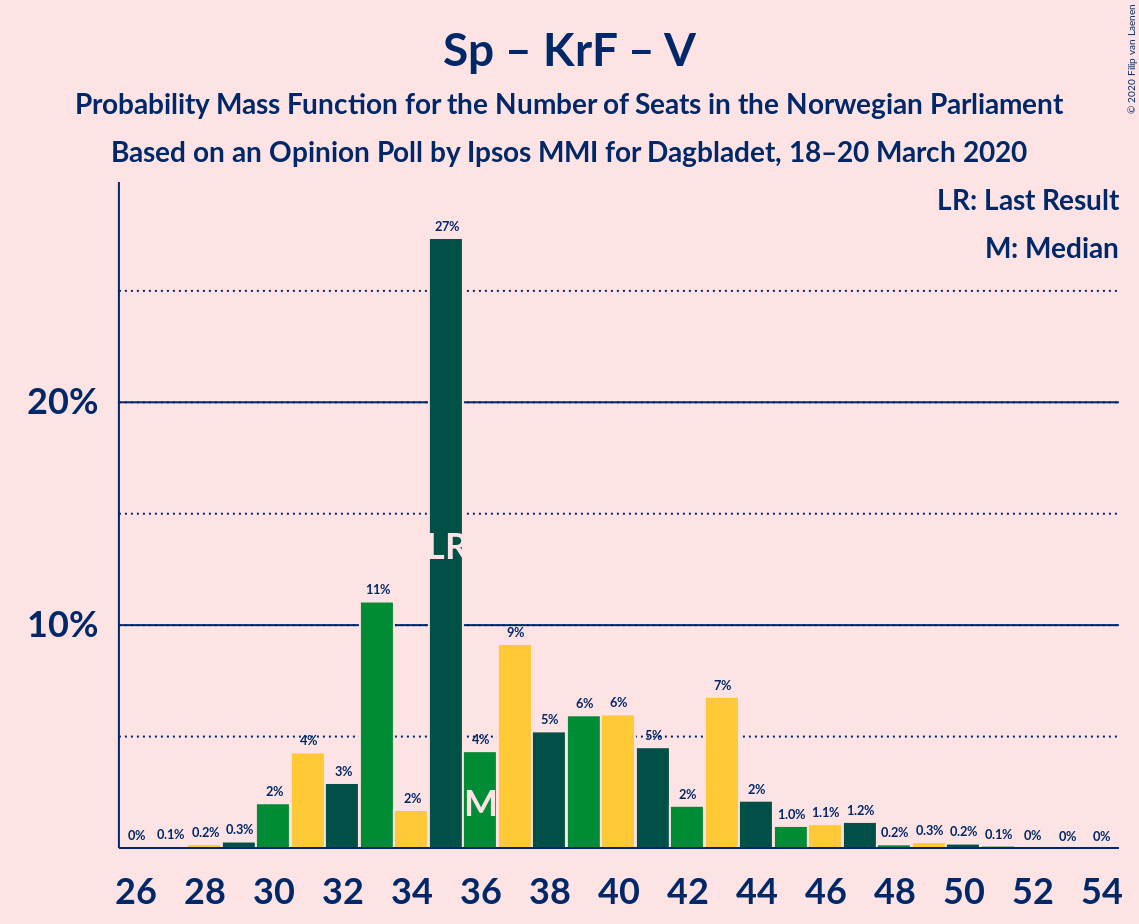 Sp – KrF – V
Probability Mass Function for the Number of Seats in the Norwegian Parliament
Based on an Opinion Poll by Ipsos MMI for Dagbladet, 18–20 March 2020
© 2020 Filip van Laenen
LR: Last Result
M: Median
20%
10%
0% 0.1% 0.2% 0.3% 2% 4% 3% 11% 2% 27% 4% 9% 5% 6% 6% 5% 2% 7% 2% 1.0% 1.1% 1.2% 0.2% 0.3% 0.2% 0.1% 0% 0% 0%
LR
M
26 28 30 32 34 36 38 40 42 44 46 48 50 52 54